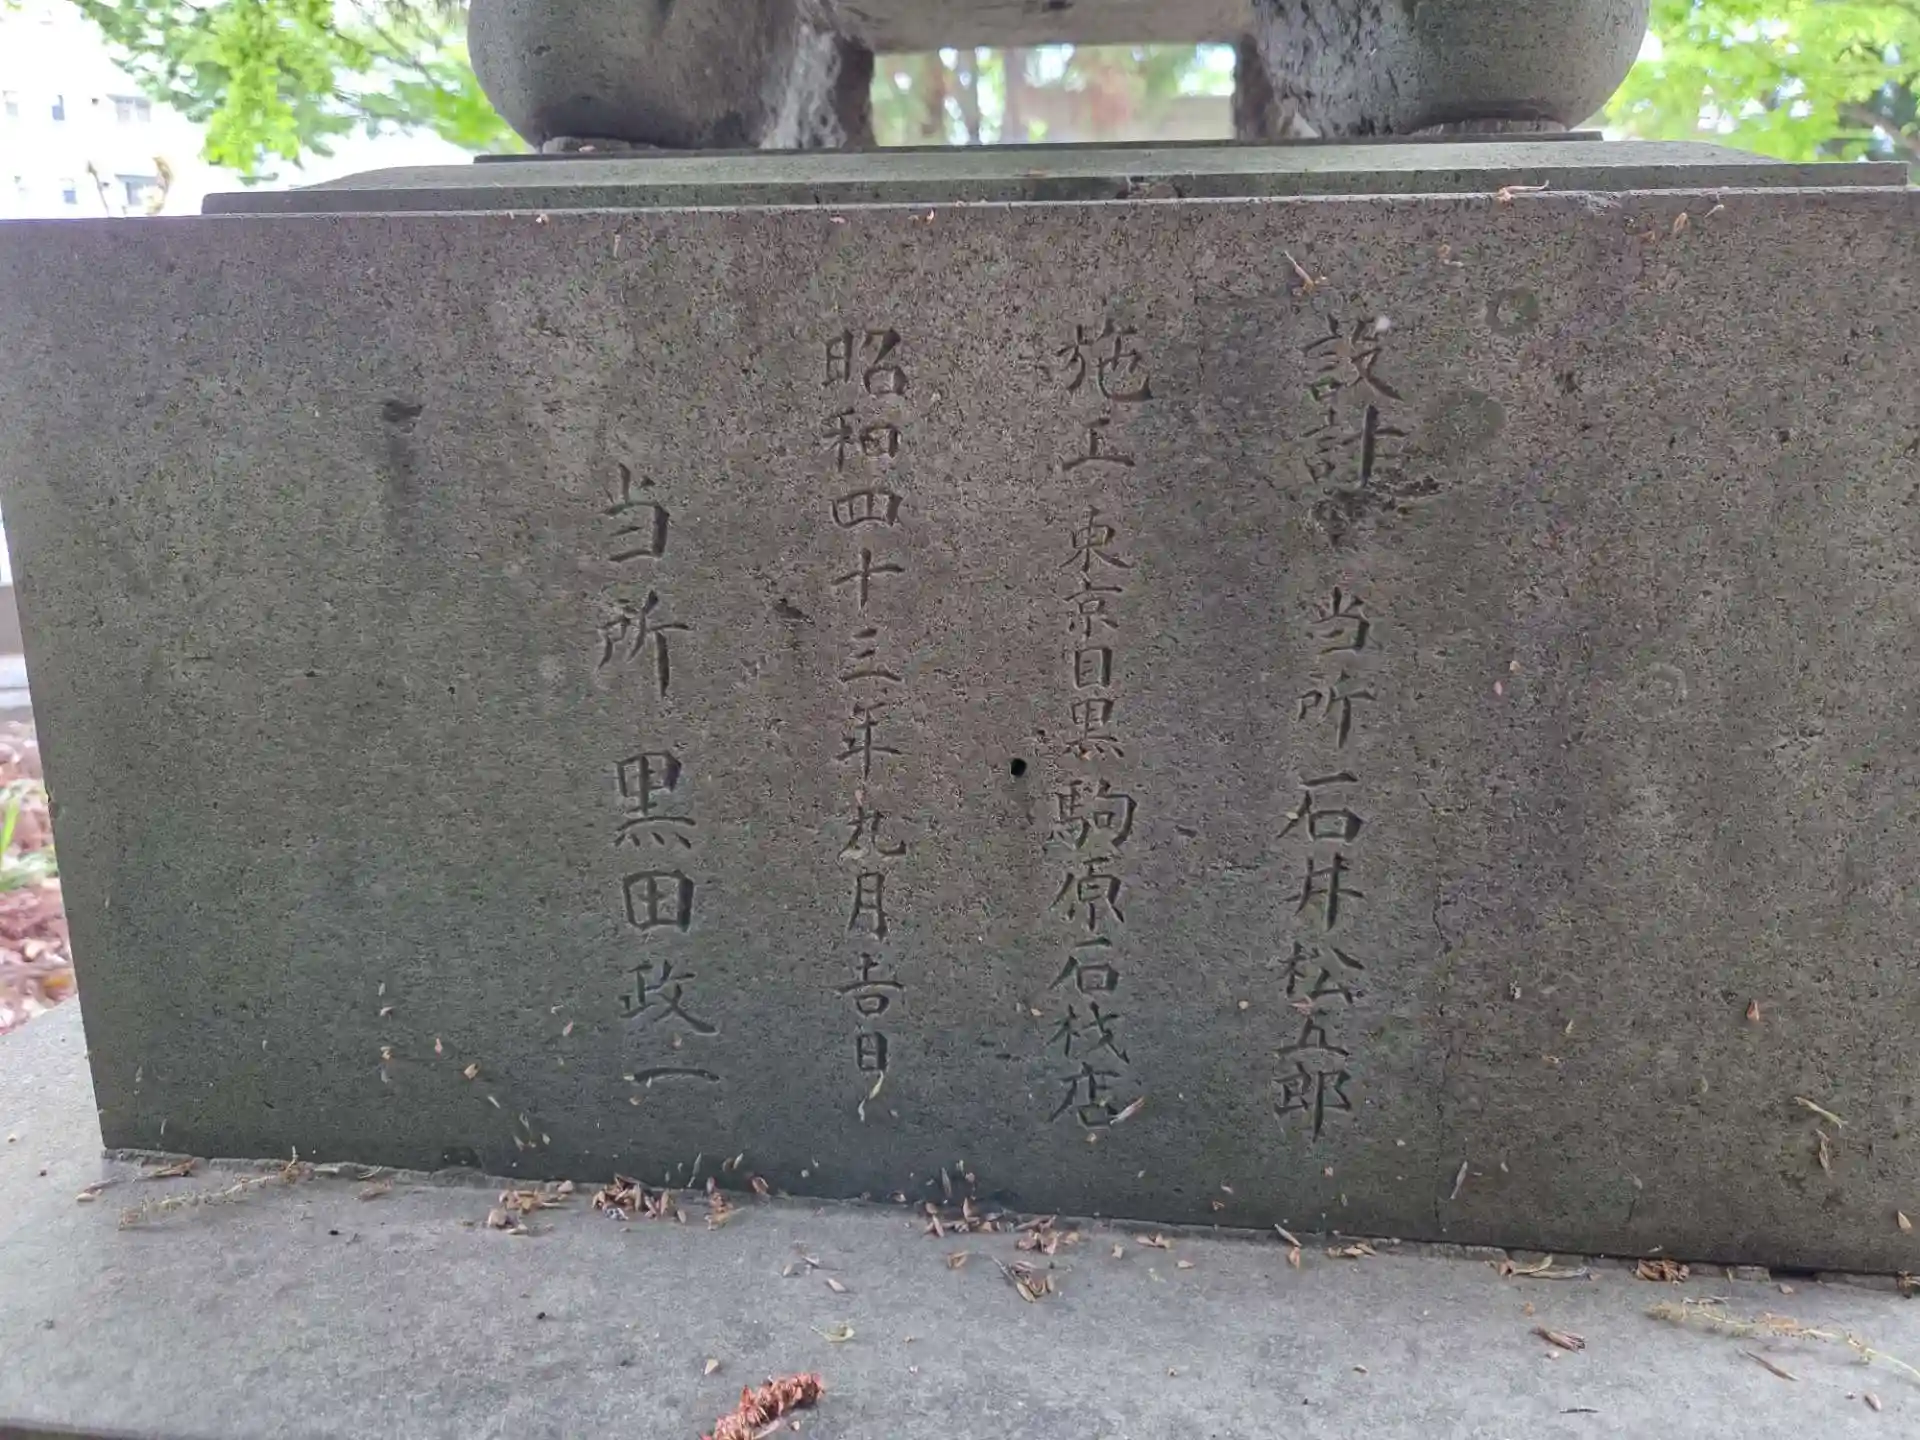 設計 当所 石井松五郎
施工 東京目黒駒原石材店
昭和四十三年九月吉日
当所 黒田政一